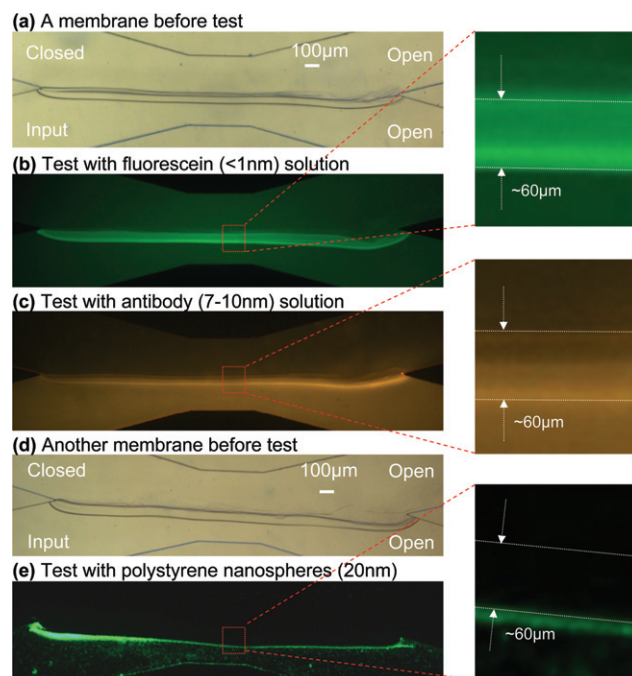 (a) A membrane before test
Closed
100μm
Open
Input
Open
~60μm
(b) Test with fluorescein (<1nm) solution
(c) Test with antibody (7-10nm) solution
~60μm
(d) Another membrane before test
Closed
100μm
Open
Input
Open
(e) Test with polystyrene nanospheres (20nm)
~60μm